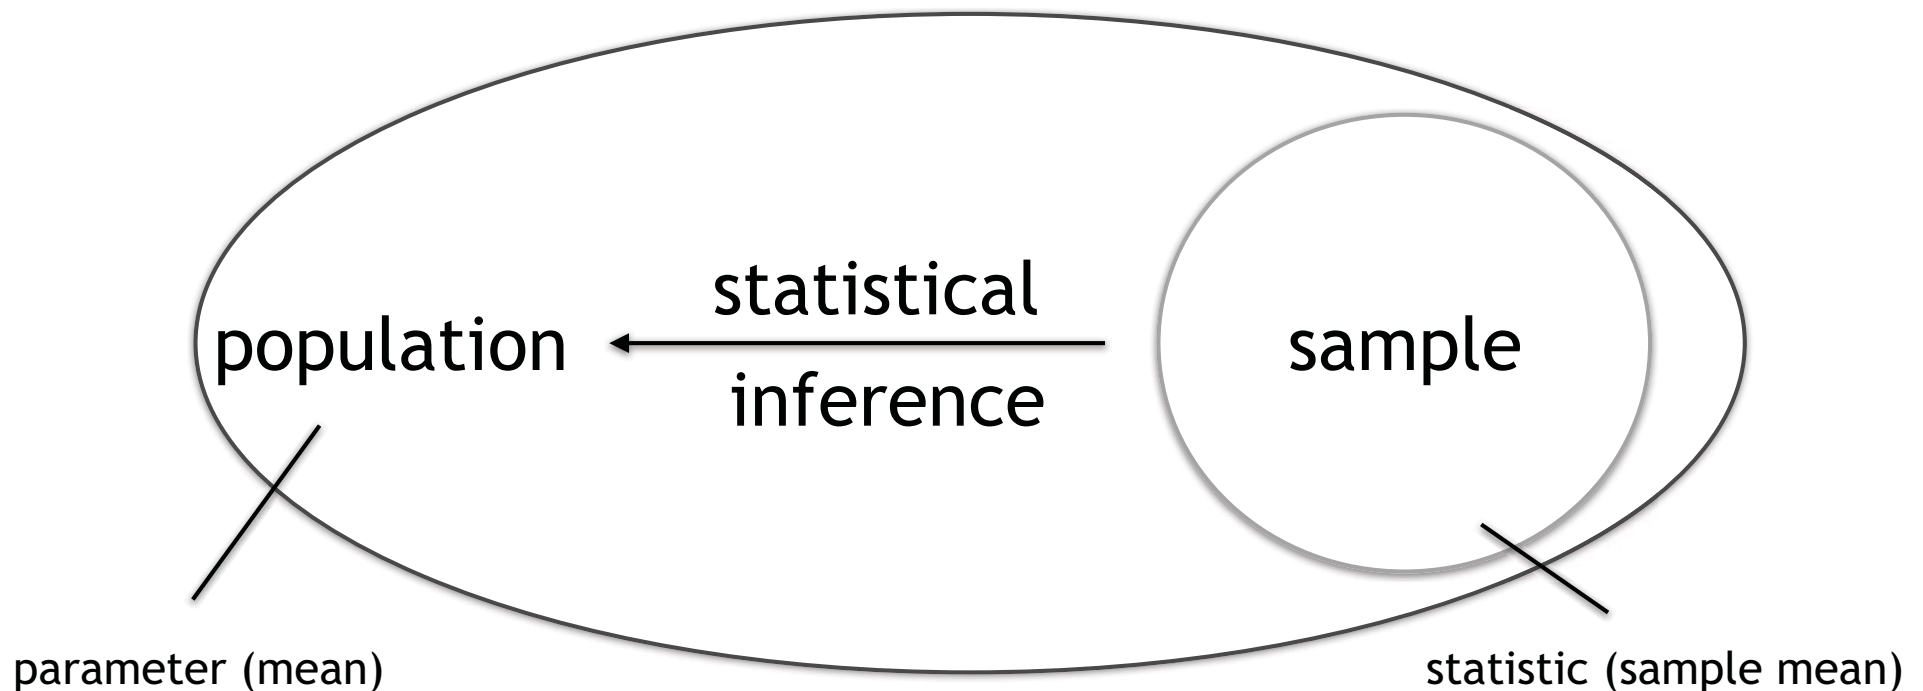 statistical
population
sample
inference
parameter (mean)
statistic (sample mean)